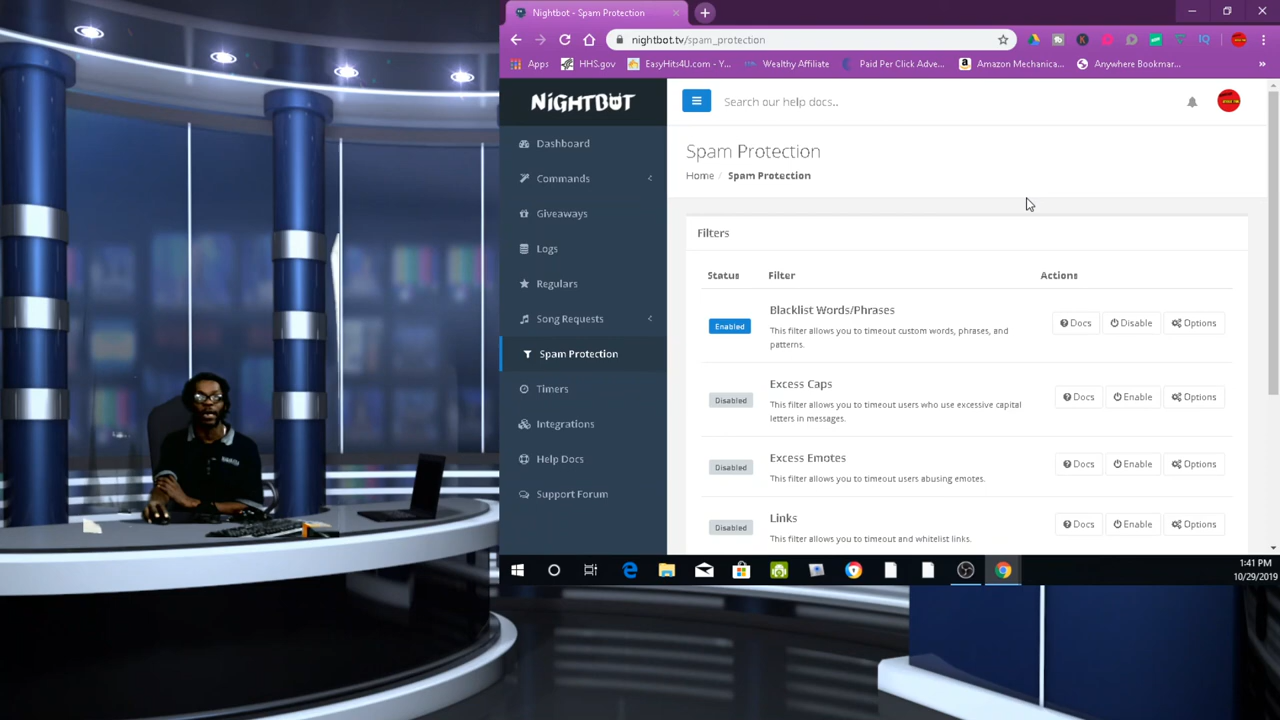 Nightbot - Spam Protection
nightbot.tv/spam_protection
Apps
HHS.gov
EasyHits4U.com - Y...
Wealthy Affiliate
Paid Per Click Adve...
Amazon Mechanica...
Anywhere Bookmar...
NIGHTBOT
Search our help docs..
Dashboard
Commands
Giveaways
Logs
Regulars
Song Requests
Spam Protection
Timers
Integrations
Help Docs
Support Forum
Spam Protection
Home / Spam Protection
Filters
Status Filter Actions
Enabled
Blacklist Words/Phrases
This filter allows you to timeout custom words, phrases, and
patterns.
Docs Disable Options
Disabled
Excess Caps
This filter allows you to timeout users who use excessive capital
letters in messages.
Docs Enable Options
Disabled
Excess Emotes
This filter allows you to timeout users abusing emotes.
Docs Enable Options
Disabled
Links
This filter allows you to timeout and whitelist links.
Docs Enable Options
1:41 PM
10/29/2019